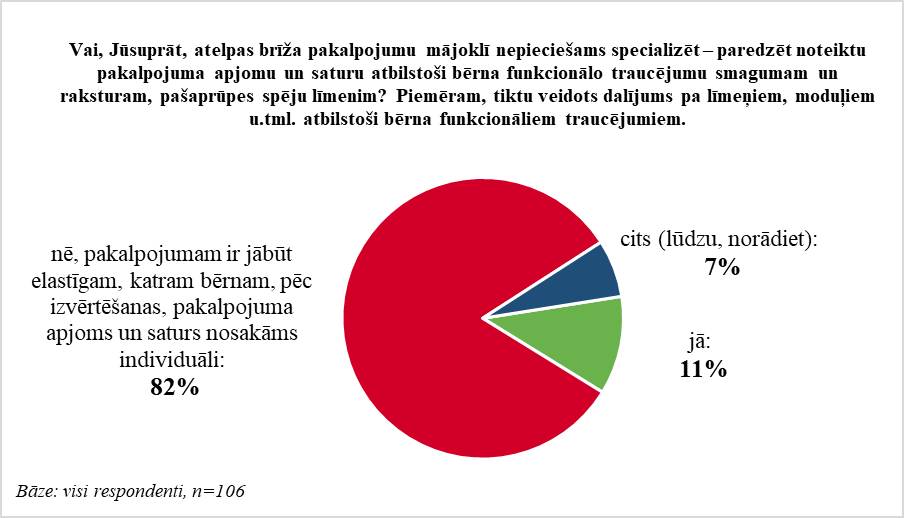 Vai, Jūsuprāt, atelpas brīža pakalpojumu mājoklī nepieciešams specializēt – paredzēt noteiktu
pakalpojuma apjomu un saturu atbilstoši bērna funkcionālo traucējumu smagumam un
raksturam, pašaprūpes spēju līmenim? Piemēram, tiktu veidots dalījums pa līmeņiem, moduļiem
u.tml. atbilstoši bērna funkcionāliem traucējumiem.
nē, pakalpojumam ir jābūt
elastīgam, katram bērnam, pēc
izvērtēšanas, pakalpojuma
apjoms un saturs nosakāms
individuāli:
82%
cits (lūdzu, norādiet):
7%
jā:
11%
Bāze: visi respondenti, n=106